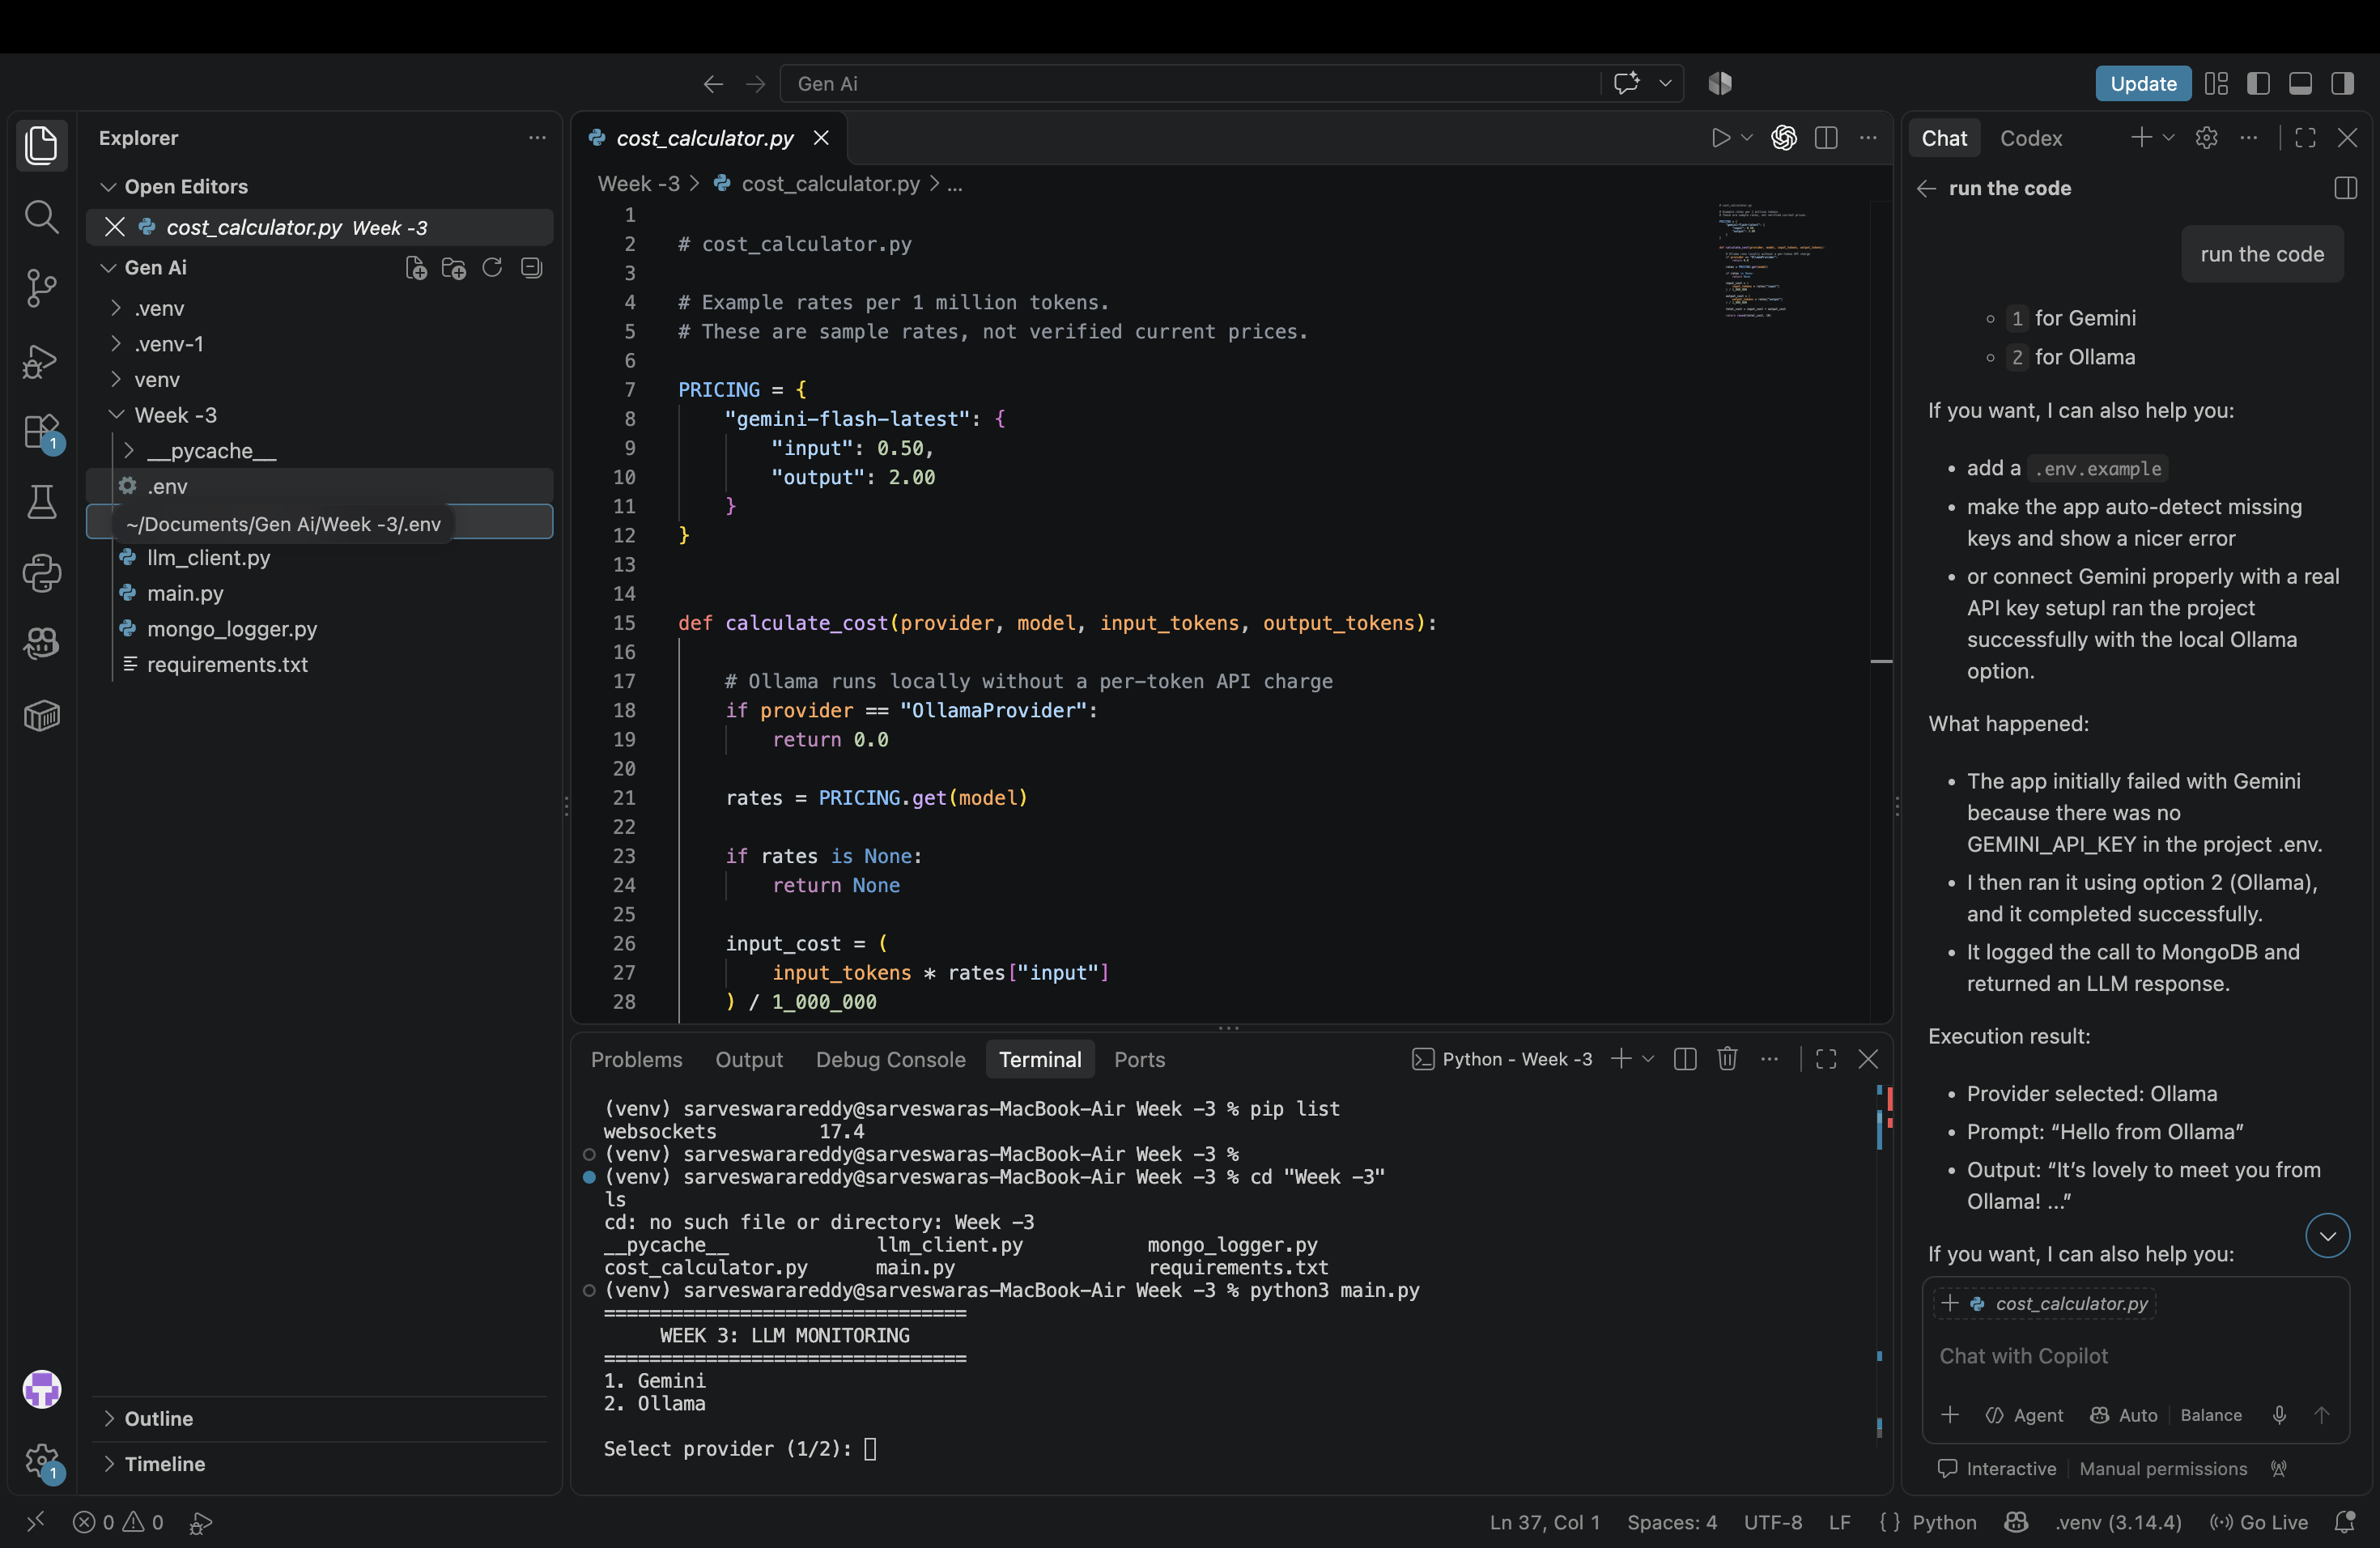 Gen Ai
Update
Explorer
Open Editors
cost_calculator.py Week -3
Gen Ai
.venv
.venv-1
venv
Week -3
__pycache__
.env
~/Documents/Gen Ai/Week -3/.env
llm_client.py
main.py
mongo_logger.py
requirements.txt
Outline
Timeline
1
1
cost_calculator.py
Week -3 > cost_calculator.py > ...
1
2 # cost_calculator.py
3
4 # Example rates per 1 million tokens.
5 # These are sample rates, not verified current prices.
6
7 PRICING = {
8 "gemini-flash-latest": {
9 "input": 0.50,
10 "output": 2.00
11 }
12 }
13
14
15 def calculate_cost(provider, model, input_tokens, output_tokens):
16
17 # Ollama runs locally without a per-token API charge
18 if provider == "OllamaProvider":
19 return 0.0
20
21 rates = PRICING.get(model)
22
23 if rates is None:
24 return None
25
26 input_cost = (
27 input_tokens * rates["input"]
28 ) / 1_000_000
Problems Output Debug Console Terminal Ports
Python - Week -3
(venv) sarveswarareddy@sarveswaras-MacBook-Air Week -3 % pip list
websockets 17.4
(venv) sarveswarareddy@sarveswaras-MacBook-Air Week -3 %
(venv) sarveswarareddy@sarveswaras-MacBook-Air Week -3 % cd "Week -3"
ls
cd: no such file or directory: Week -3
__pycache__ llm_client.py mongo_logger.py
cost_calculator.py main.py requirements.txt
(venv) sarveswarareddy@sarveswaras-MacBook-Air Week -3 % python3 main.py
================================
WEEK 3: LLM MONITORING
================================
1. Gemini
2. Ollama
Select provider (1/2):
Chat Codex
run the code
run the code
1 for Gemini
2 for Ollama
If you want, I can also help you:
• add a .env.example
• make the app auto-detect missing
keys and show a nicer error
• or connect Gemini properly with a real
API key setupI ran the project
successfully with the local Ollama
option.
What happened:
• The app initially failed with Gemini
because there was no
GEMINI_API_KEY in the project .env.
• I then ran it using option 2 (Ollama),
and it completed successfully.
• It logged the call to MongoDB and
returned an LLM response.
Execution result:
• Provider selected: Ollama
• Prompt: “Hello from Ollama”
• Output: “It’s lovely to meet you from
Ollama! ...”
If you want, I can also help you:
cost_calculator.py
Chat with Copilot
Agent Auto Balance
Interactive Manual permissions
0 0
Ln 37, Col 1 Spaces: 4 UTF-8 LF { } Python .venv (3.14.4) Go Live